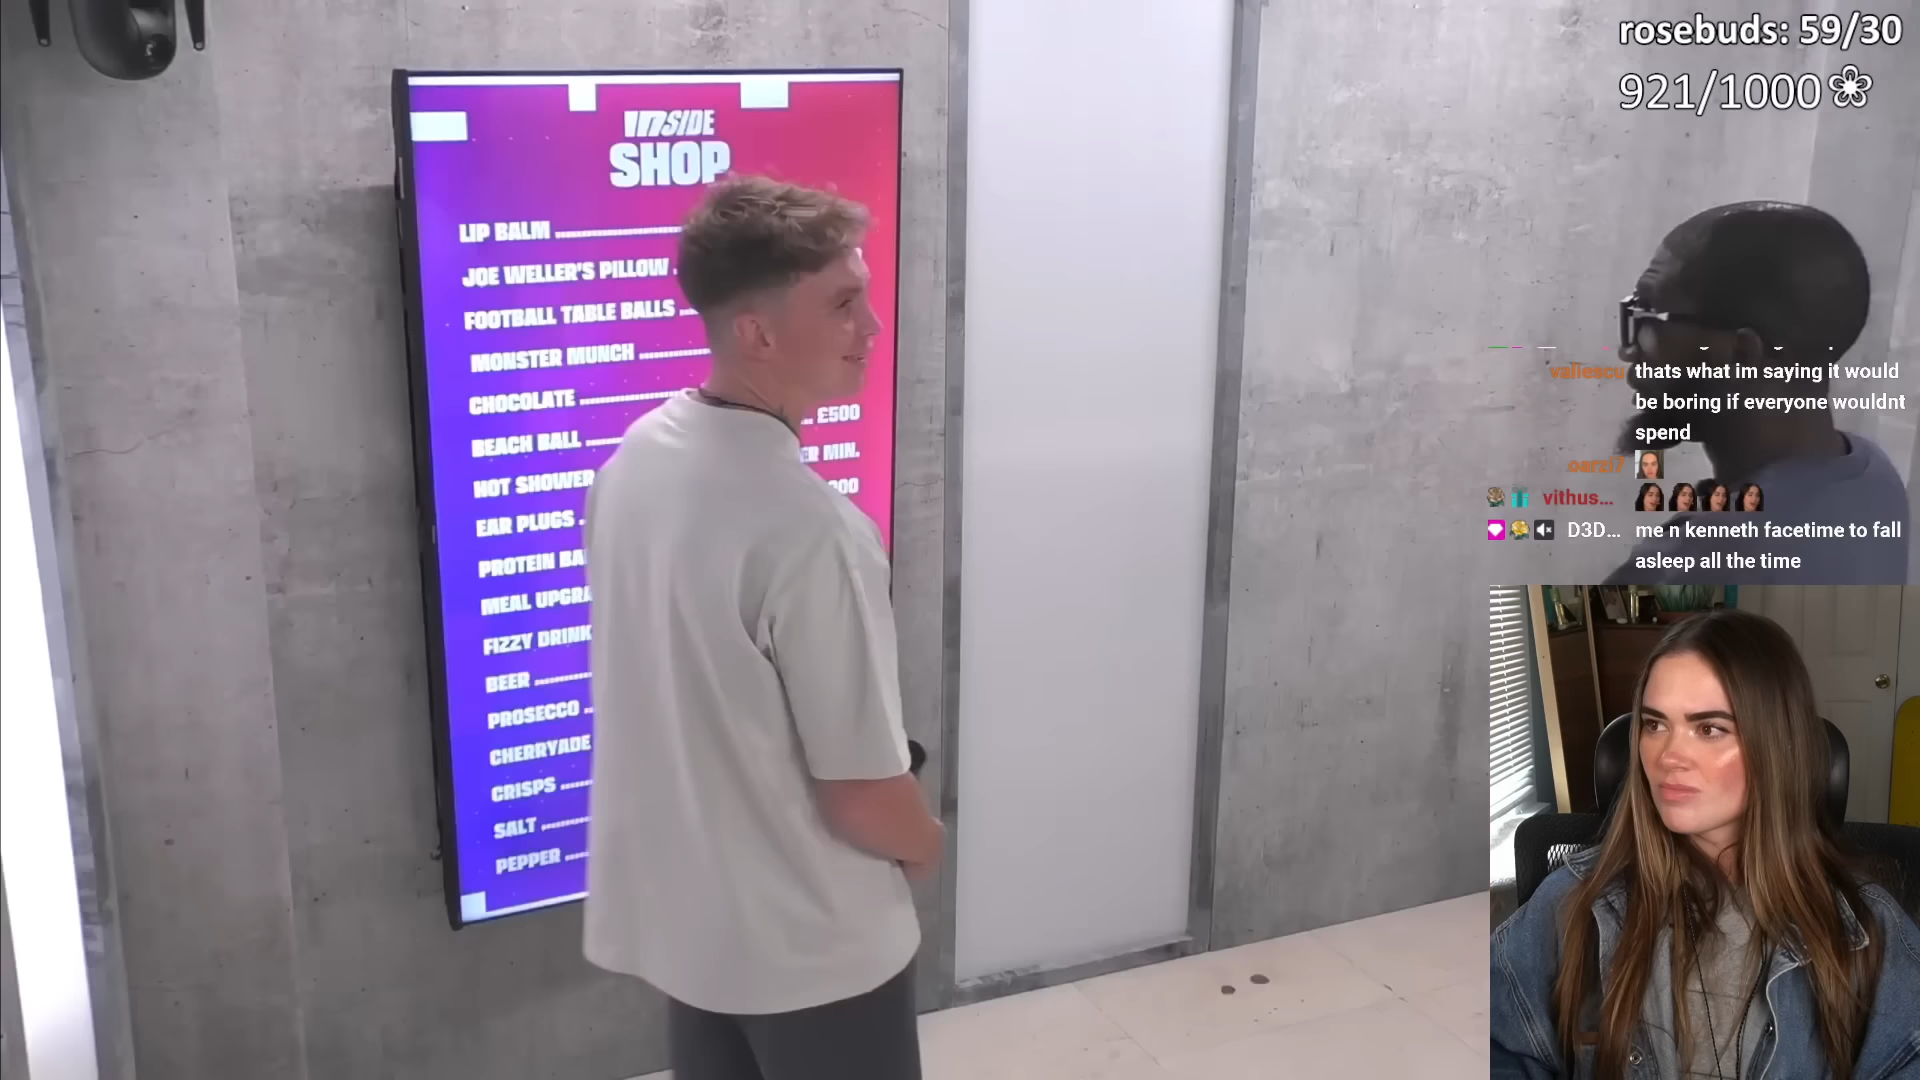 rosebuds: 59/30
921/1000
INSIDE
SHOP
LIP BALM
JOE WELLER'S PILLOW
FOOTBALL TABLE BALLS
MONSTER MUNCH
CHOCOLATE
£500
BEACH BALL
MIN.
HOT SHOWER
EAR PLUGS
PROTEIN
MEAL
FIZZY DRINK
BEER
PROSECCO
CHERRYADE
CRISPS
SALT
PEPPER
vallescu thats what im saying it would
be boring if everyone wouldnt
spend
oarzi7
vithus...
D3D... me n kenneth facetime to fall
asleep all the time